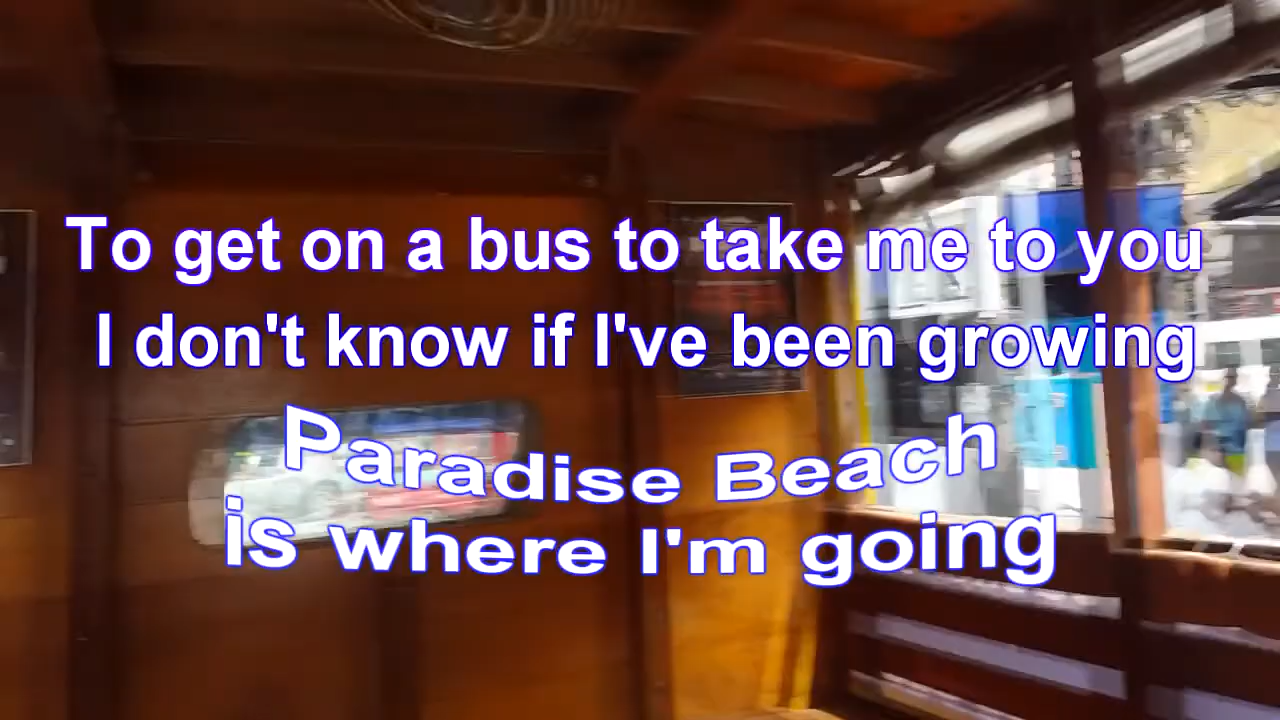 To get on a bus to take me to you
I don't know if I've been growing
Paradise Beach
is where I'm going